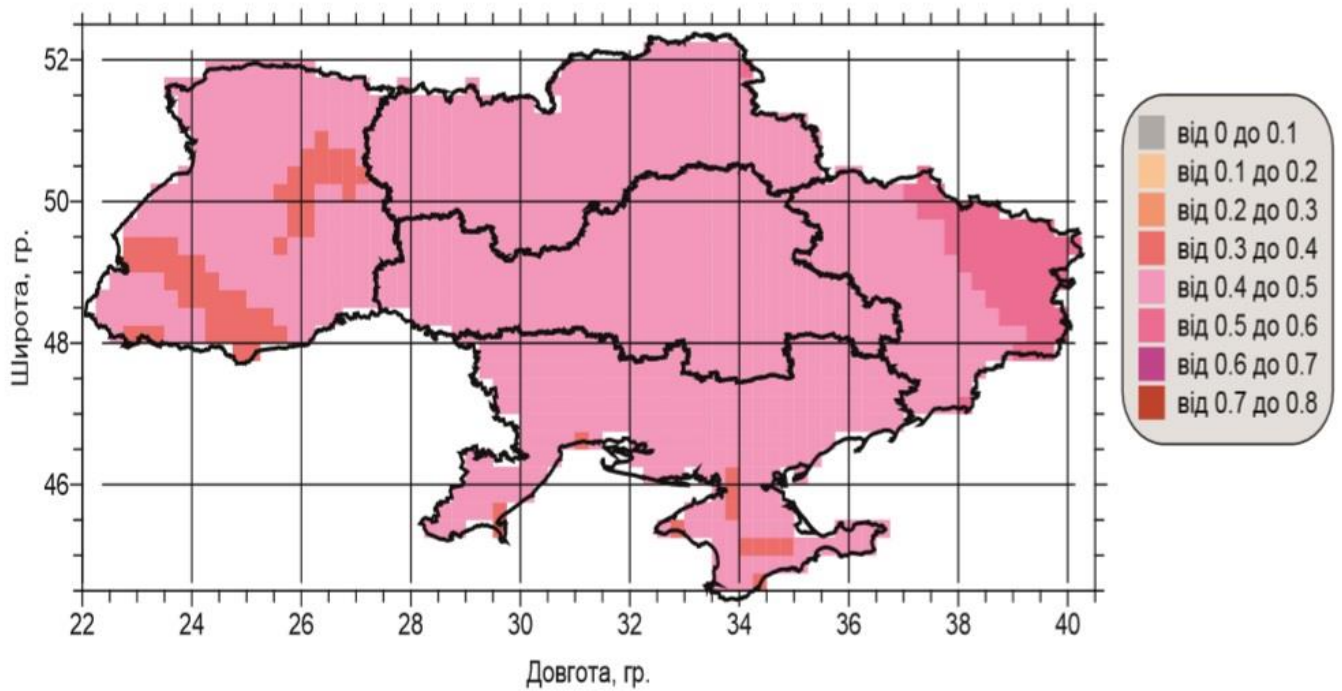 52
50
48
46
Широта, гр.
22 24 26 28 30 32 34 36 38 40
Довгота, гр.
від 0 до 0.1
від 0.1 до 0.2
від 0.2 до 0.3
від 0.3 до 0.4
від 0.4 до 0.5
від 0.5 до 0.6
від 0.6 до 0.7
від 0.7 до 0.8